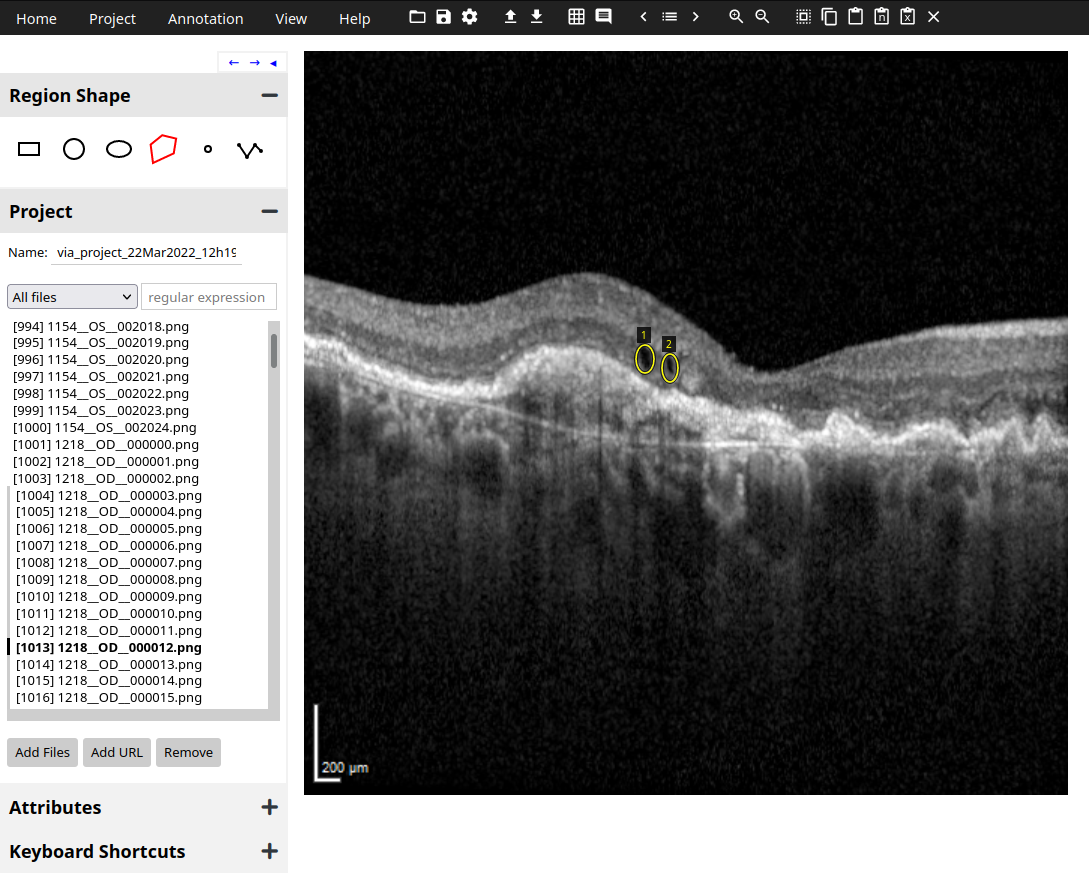 Home Project Annotation View Help
← → ◂
Region Shape
Project
Name: via_project_22Mar2022_12h19
All files regular expression
[994] 1154__OS__002018.png
[995] 1154__OS__002019.png
[996] 1154__OS__002020.png
[997] 1154__OS__002021.png
[998] 1154__OS__002022.png
[999] 1154__OS__002023.png
[1000] 1154__OS__002024.png
[1001] 1218__OD__000000.png
[1002] 1218__OD__000001.png
[1003] 1218__OD__000002.png
[1004] 1218__OD__000003.png
[1005] 1218__OD__000004.png
[1006] 1218__OD__000005.png
[1007] 1218__OD__000006.png
[1008] 1218__OD__000007.png
[1009] 1218__OD__000008.png
[1010] 1218__OD__000009.png
[1011] 1218__OD__000010.png
[1012] 1218__OD__000011.png
[1013] 1218__OD__000012.png
[1014] 1218__OD__000013.png
[1015] 1218__OD__000014.png
[1016] 1218__OD__000015.png
Add Files Add URL Remove
Attributes
Keyboard Shortcuts
1
2
200 µm